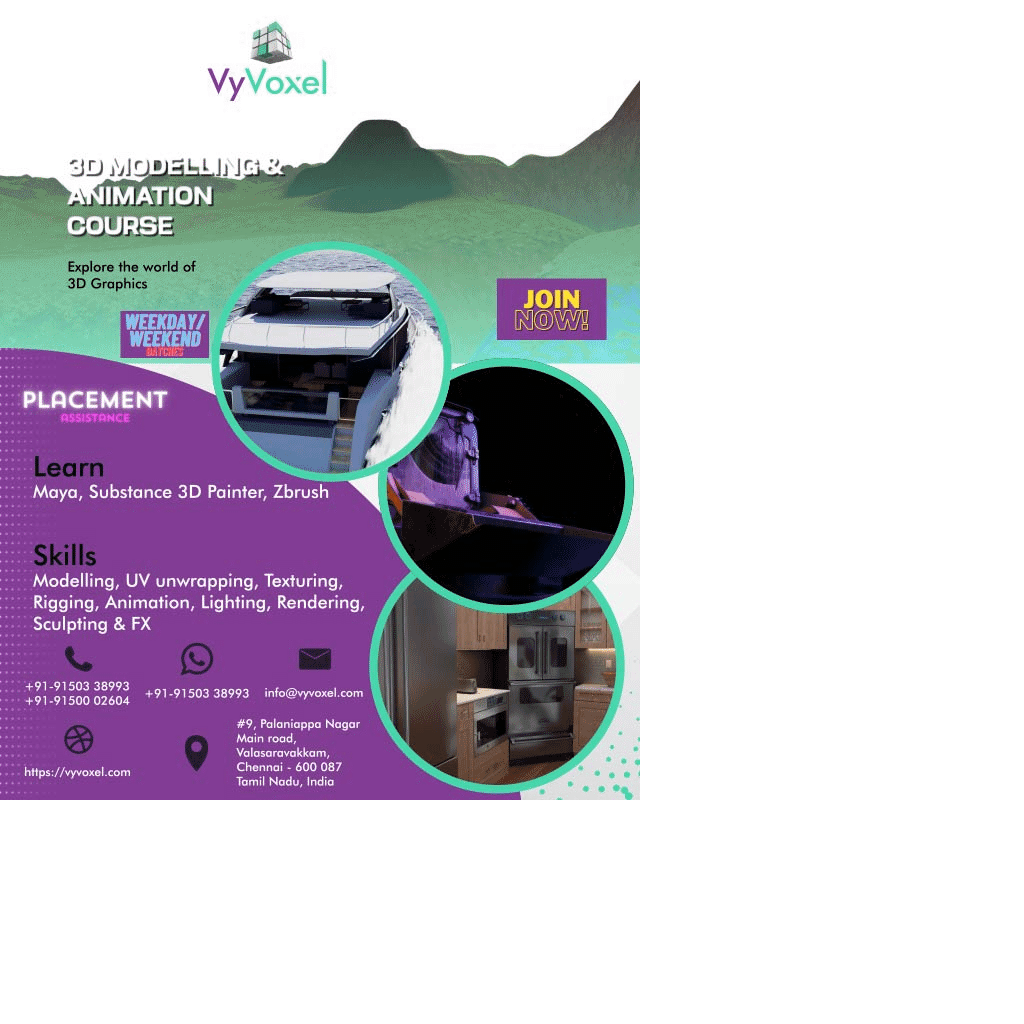 VyVoxel
3D MODELLING &
ANIMATION
COURSE
Explore the world of
3D Graphics
JOIN
NOW!
WEEKDAY/
WEEKEND
BATCHES
PLACEMENT
ASSISTANCE
Learn
Maya, Substance 3D Painter, Zbrush
Skills
Modelling, UV unwrapping, Texturing,
Rigging, Animation, Lighting, Rendering,
Sculpting & FX
+91-91503 38993
+91-91500 02604
+91-91503 38993
info@vyvoxel.com
https://vyvoxel.com
#9, Palaniappa Nagar
Main road,
Valasaravakkam,
Chennai - 600 087
Tamil Nadu, India